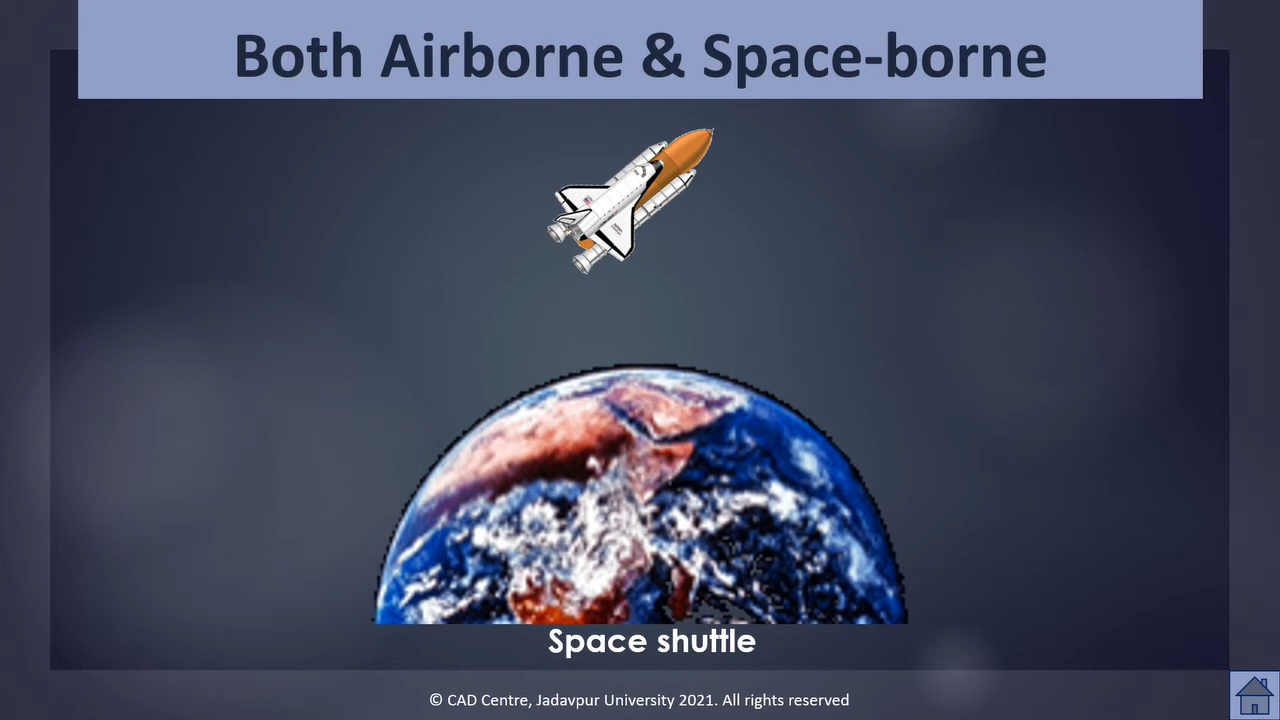 Both Airborne & Space-borne
Space shuttle
© CAD Centre, Jadavpur University 2021. All rights reserved